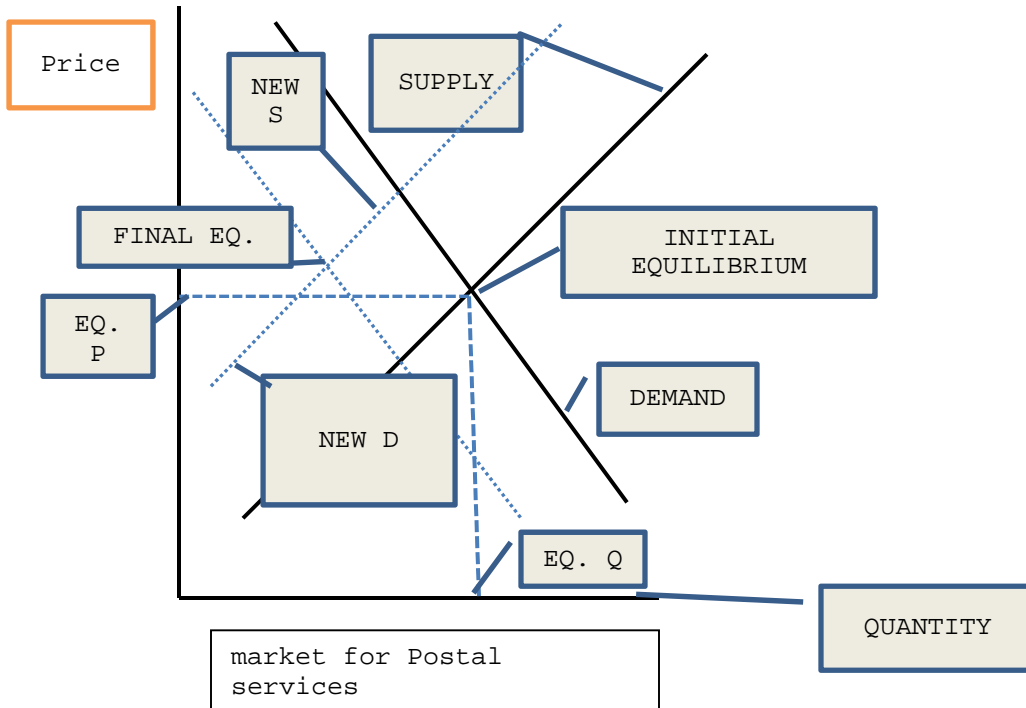 Price
NEW
S
SUPPLY
FINAL EQ.
INITIAL
EQUILIBRIUM
EQ.
P
NEW D
DEMAND
EQ. Q
QUANTITY
market for Postal
services